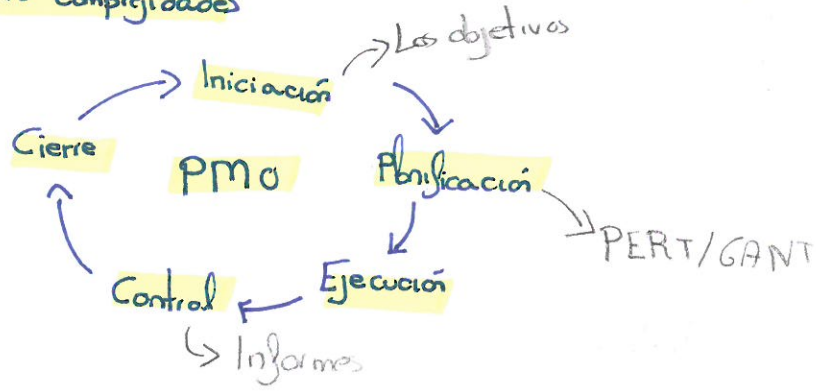 Los objetivos
Iniciación
Cierre
PMO
Planificación
PERT/GANT
Ejecución
Control
Informes